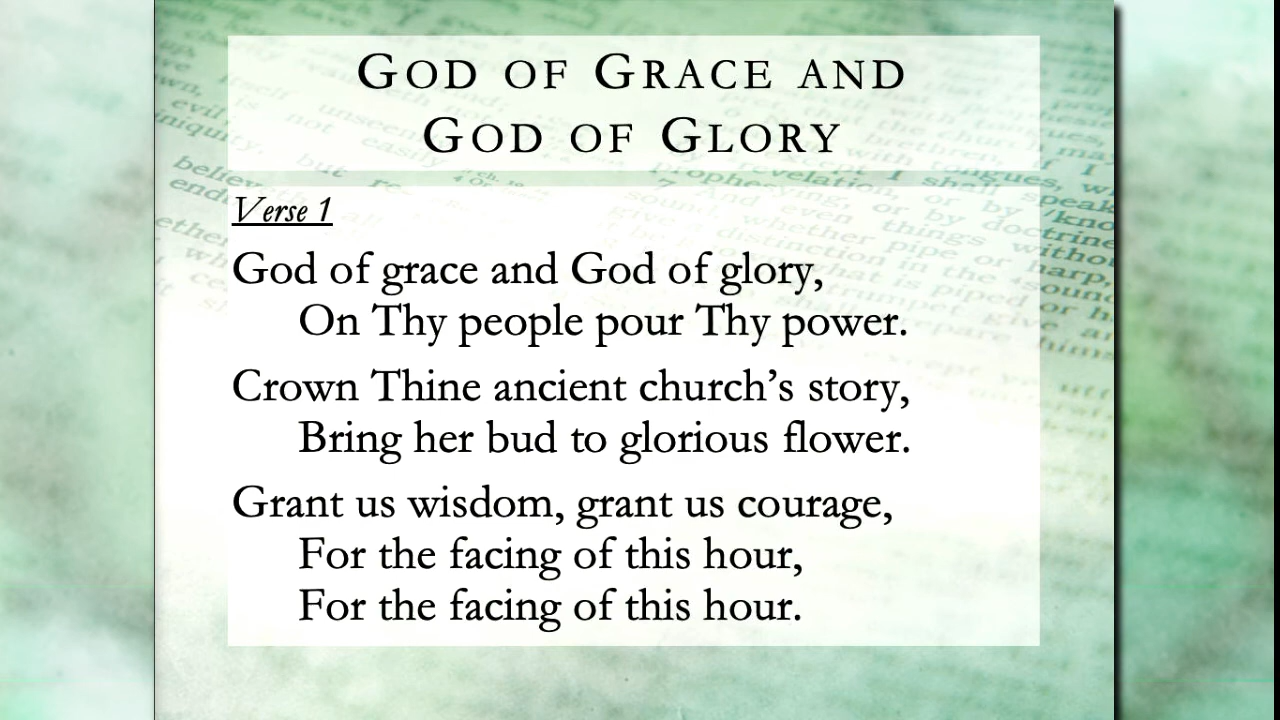 GOD OF GRACE AND
GOD OF GLORY
Verse 1
God of grace and God of glory,
On Thy people pour Thy power.
Crown Thine ancient church’s story,
Bring her bud to glorious flower.
Grant us wisdom, grant us courage,
For the facing of this hour,
For the facing of this hour.